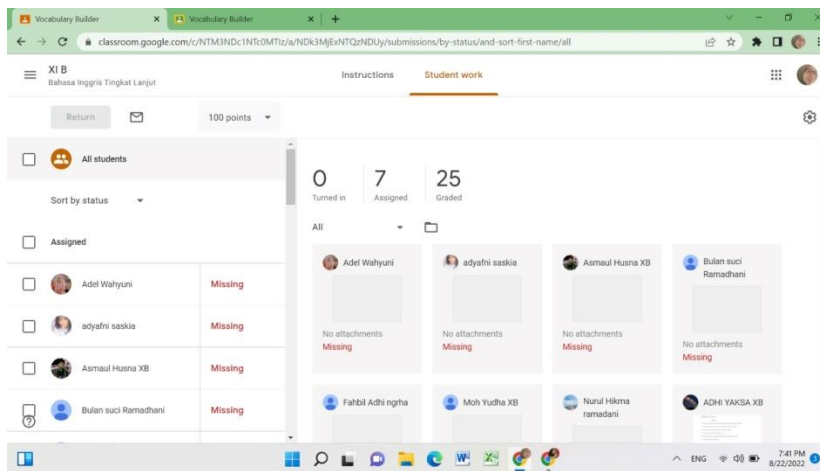 Vocabulary Builder
Vocabulary Builder
classroom.google.com/c/NTM3NDc1NTc0MTIz/a/NDk3MjExNTQzNDUy/submissions/by-status/and-sort-first-name/all
XI B
Bahasa Inggris Tingkat Lanjut
Instructions
Student work
Return
100 points
All students
Sort by status
Assigned
Adel Wahyuni Missing
adyafni saskia Missing
Asmaul Husna XB Missing
Bulan suci Ramadhani Missing
0 7 25
Turned in Assigned Graded
All
Adel Wahyuni
No attachments
Missing
adyafni saskia
No attachments
Missing
Asmaul Husna XB
No attachments
Missing
Bulan suci
Ramadhani
No attachments
Missing
Fahbil Adhi ngrha
Moh Yudha XB
Nurul Hikma
ramadani
ADHI YAKSA XB
ENG
7:41 PM
8/22/2022